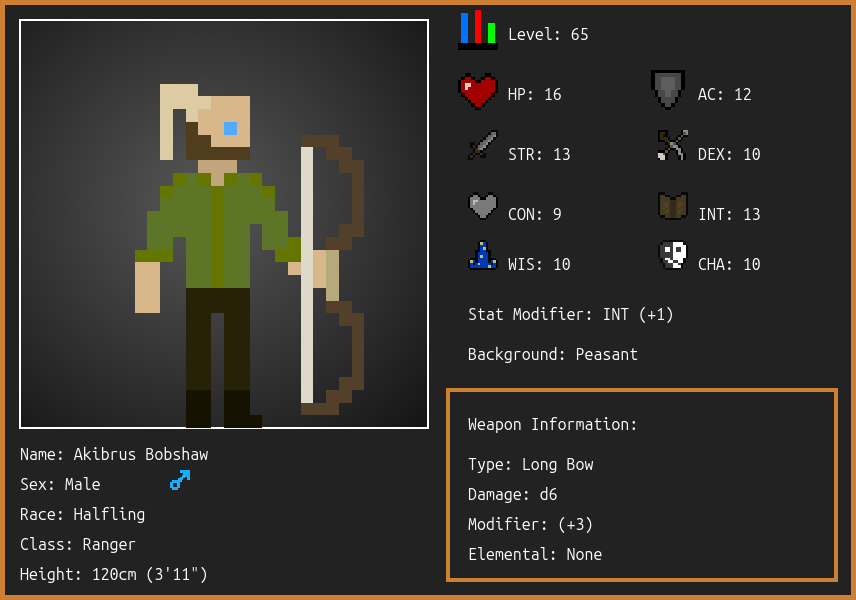 Level: 65
HP: 16
AC: 12
STR: 13
DEX: 10
CON: 9
INT: 13
WIS: 10
CHA: 10
Stat Modifier: INT (+1)
Background: Peasant
Weapon Information:
Type: Long Bow
Damage: d6
Modifier: (+3)
Elemental: None
Name: Akibrus Bobshaw
Sex: Male
Race: Halfling
Class: Ranger
Height: 120cm (3'11")